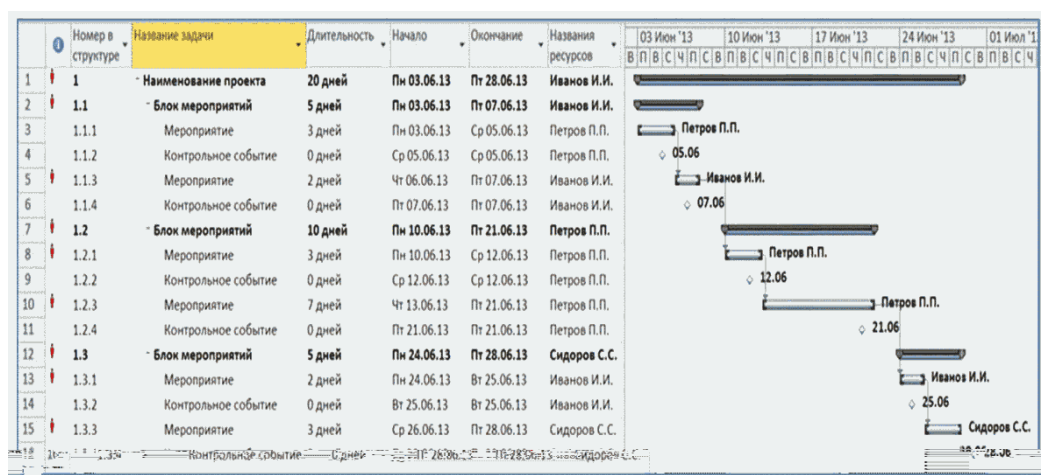 Номер в структуре Название задачи Длительность Начало Окончание Названия ресурсов 03 Июн '13 10 Июн '13 17 Июн '13 24 Июн '13 01 Июл '1
В П В С Ч П С В П В С Ч П С В П В С Ч П С В П В С Ч П С В П В С Ч
1 1 Наименование проекта 20 дней Пн 03.06.13 Пт 28.06.13 Иванов И.И.
2 1.1 Блок мероприятий 5 дней Пн 03.06.13 Пт 07.06.13 Иванов И.И.
3 1.1.1 Мероприятие 3 дней Пн 03.06.13 Ср 05.06.13 Петров П.П. Петров П.П.
4 1.1.2 Контрольное событие 0 дней Ср 05.06.13 Ср 05.06.13 Петров П.П. 05.06
5 1.1.3 Мероприятие 2 дней Чт 06.06.13 Пт 07.06.13 Иванов И.И. Иванов И.И.
6 1.1.4 Контрольное событие 0 дней Пт 07.06.13 Пт 07.06.13 Иванов И.И. 07.06
7 1.2 Блок мероприятий 10 дней Пн 10.06.13 Пт 21.06.13 Петров П.П.
8 1.2.1 Мероприятие 3 дней Пн 10.06.13 Ср 12.06.13 Петров П.П. Петров П.П.
9 1.2.2 Контрольное событие 0 дней Ср 12.06.13 Ср 12.06.13 Петров П.П. 12.06
10 1.2.3 Мероприятие 7 дней Чт 13.06.13 Пт 21.06.13 Петров П.П. Петров П.П.
11 1.2.4 Контрольное событие 0 дней Пт 21.06.13 Пт 21.06.13 Петров П.П. 21.06
12 1.3 Блок мероприятий 5 дней Пн 24.06.13 Пт 28.06.13 Сидоров С.С.
13 1.3.1 Мероприятие 2 дней Пн 24.06.13 Вт 25.06.13 Иванов И.И. Иванов И.И.
14 1.3.2 Контрольное событие 0 дней Вт 25.06.13 Вт 25.06.13 Иванов И.И. 25.06
15 1.3.3 Мероприятие 3 дней Ср 26.06.13 Пт 28.06.13 Сидоров С.С. Сидоров С.С.
Контрольное событие 0 дней Пт 28.06.13 Сидоров С.С. 28.06